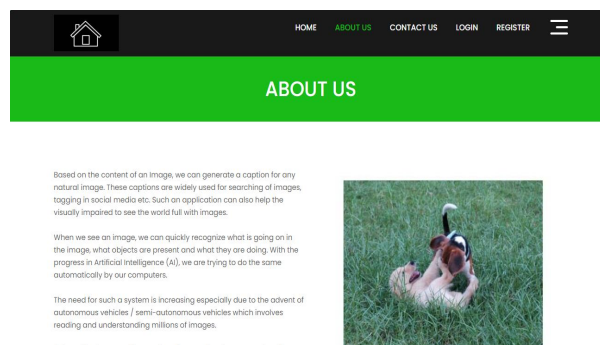 HOME ABOUT US CONTACT US LOGIN REGISTER
ABOUT US
Based on the content of an Image, we can generate a caption for any
natural image. These captions are widely used for searching of images,
tagging in social media etc. Such an application can also help the
visually impaired to see the world full with images.
When we see an image, we can quickly recognize what is going on in
the image, what objects are present and what they are doing. With the
progress in Artificial Intelligence (AI), we are trying to do the same
automatically by our computers.
The need for such a system is increasing especially due to the advent of
autonomous vehicles / semi-autonomous vehicles which involves
reading and understanding millions of images.